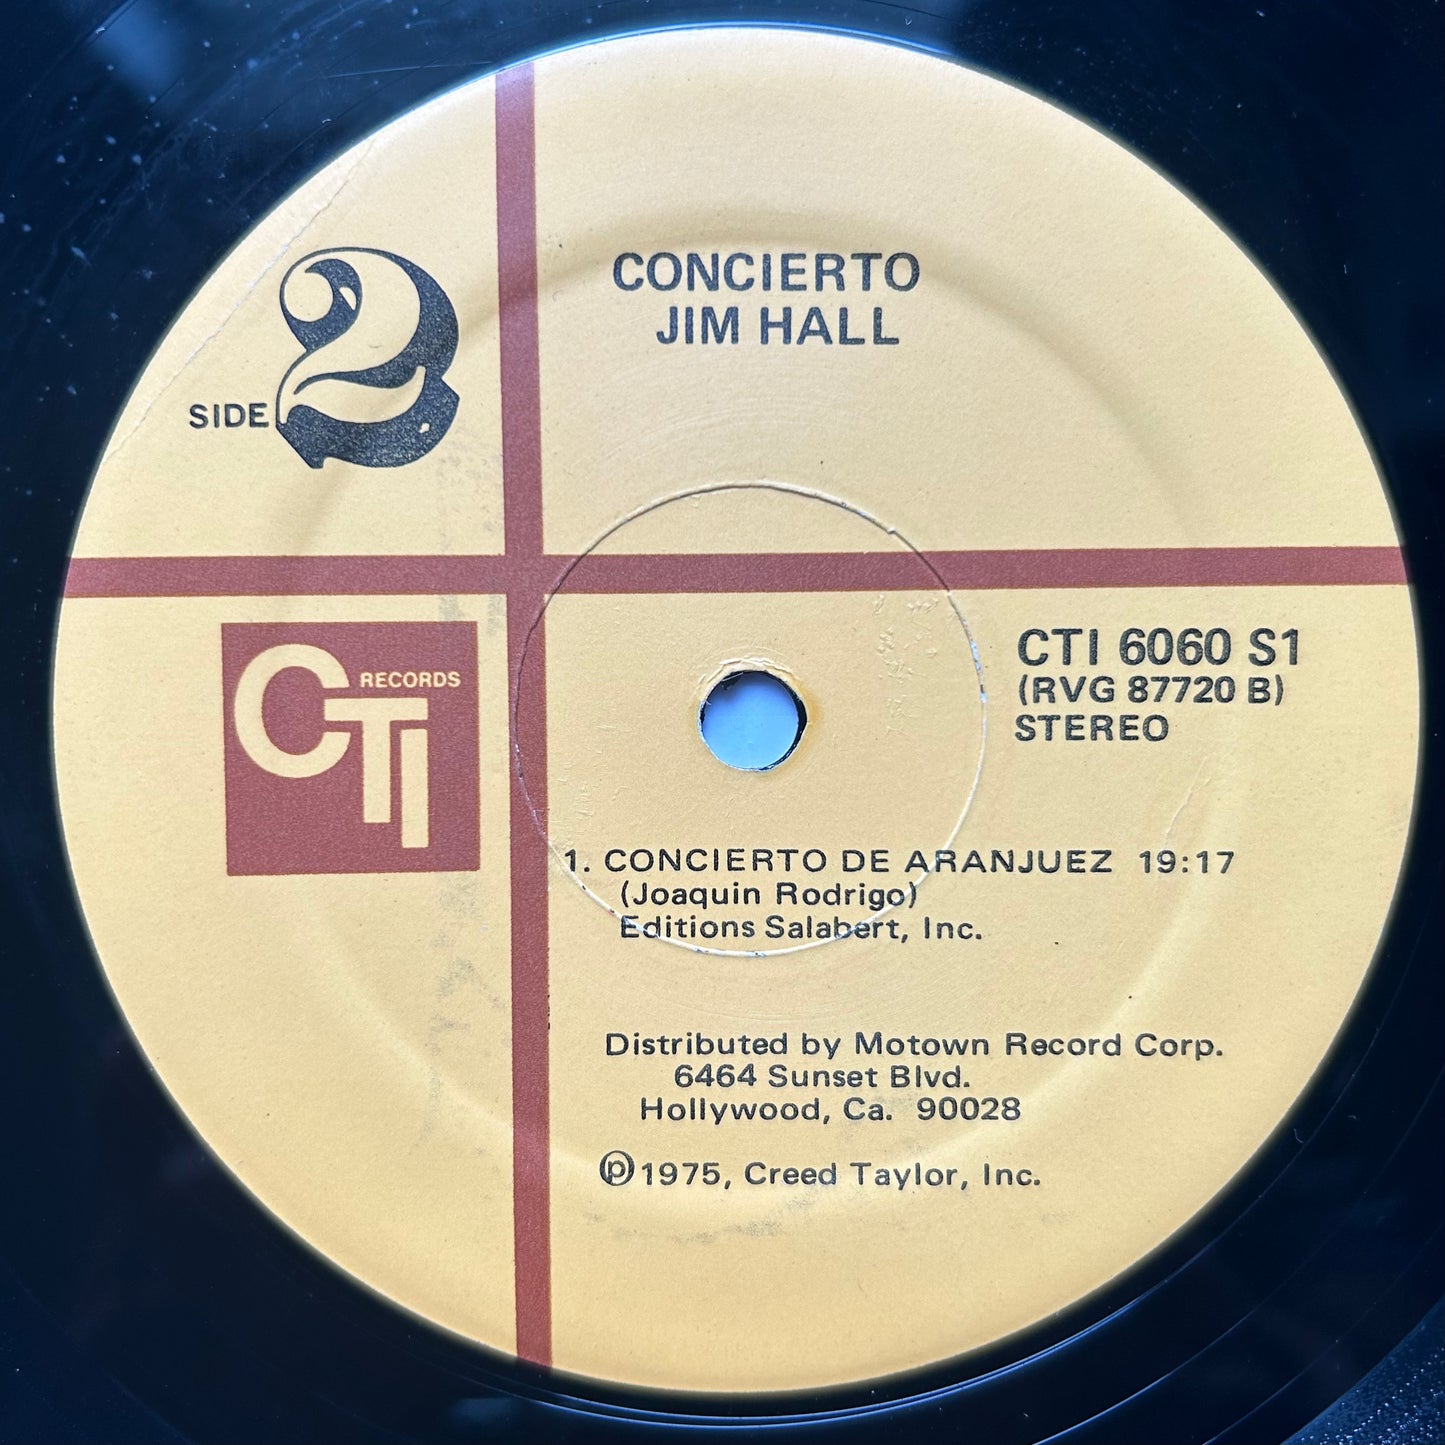 CONCIERTO
JIM HALL
SIDE 2
CTI RECORDS
CTI 6060 S1
(RVG 87720 B)
STEREO
1. CONCIERTO DE ARANJUEZ 19:17
(Joaquin Rodrigo)
Editions Salabert, Inc.
Distributed by Motown Record Corp.
6464 Sunset Blvd.
Hollywood, Ca. 90028
℗1975, Creed Taylor, Inc.